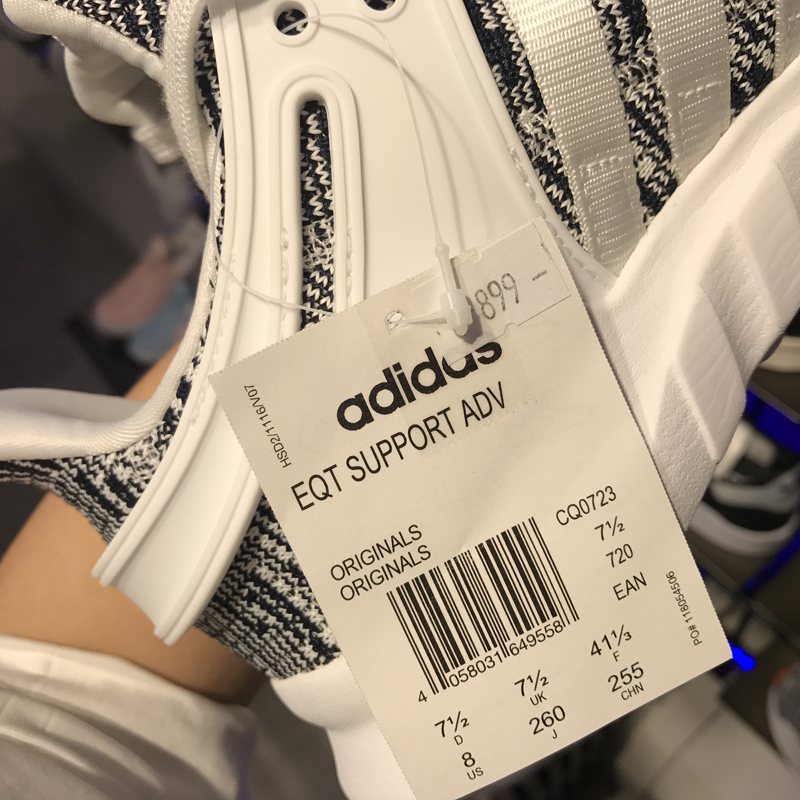 899
adidas
EQT SUPPORT ADV
HSD2/1116/V07
ORIGINALS
ORIGINALS
CQ0723
7½
720
EAN
4 058031 649558
PO# 118054506
7½ 7½ 41⅓
D UK F
8 260 255
US J CHN